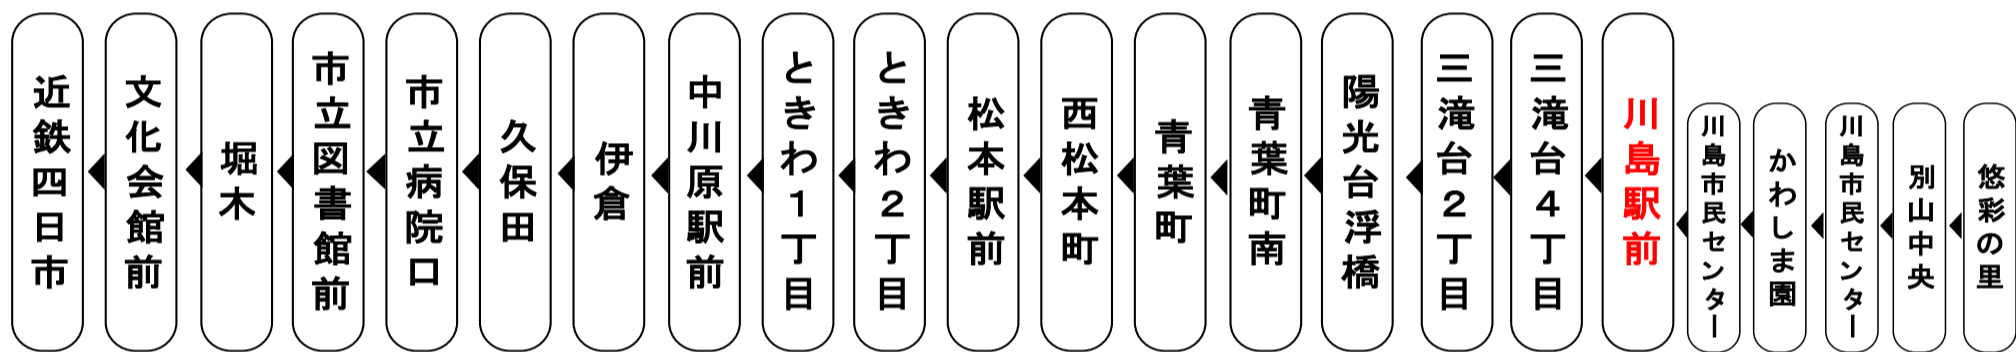 悠彩の里
別山中央
川島市民センター
かわしま園
川島市民センター
川島駅前
三滝台４丁目
三滝台２丁目
陽光台浮橋
青葉町南
青葉町
西松本町
松本駅前
ときわ２丁目
ときわ１丁目
中川原駅前
伊倉
久保田
市立病院口
市立図書館前
堀木
文化会館前
近鉄四日市